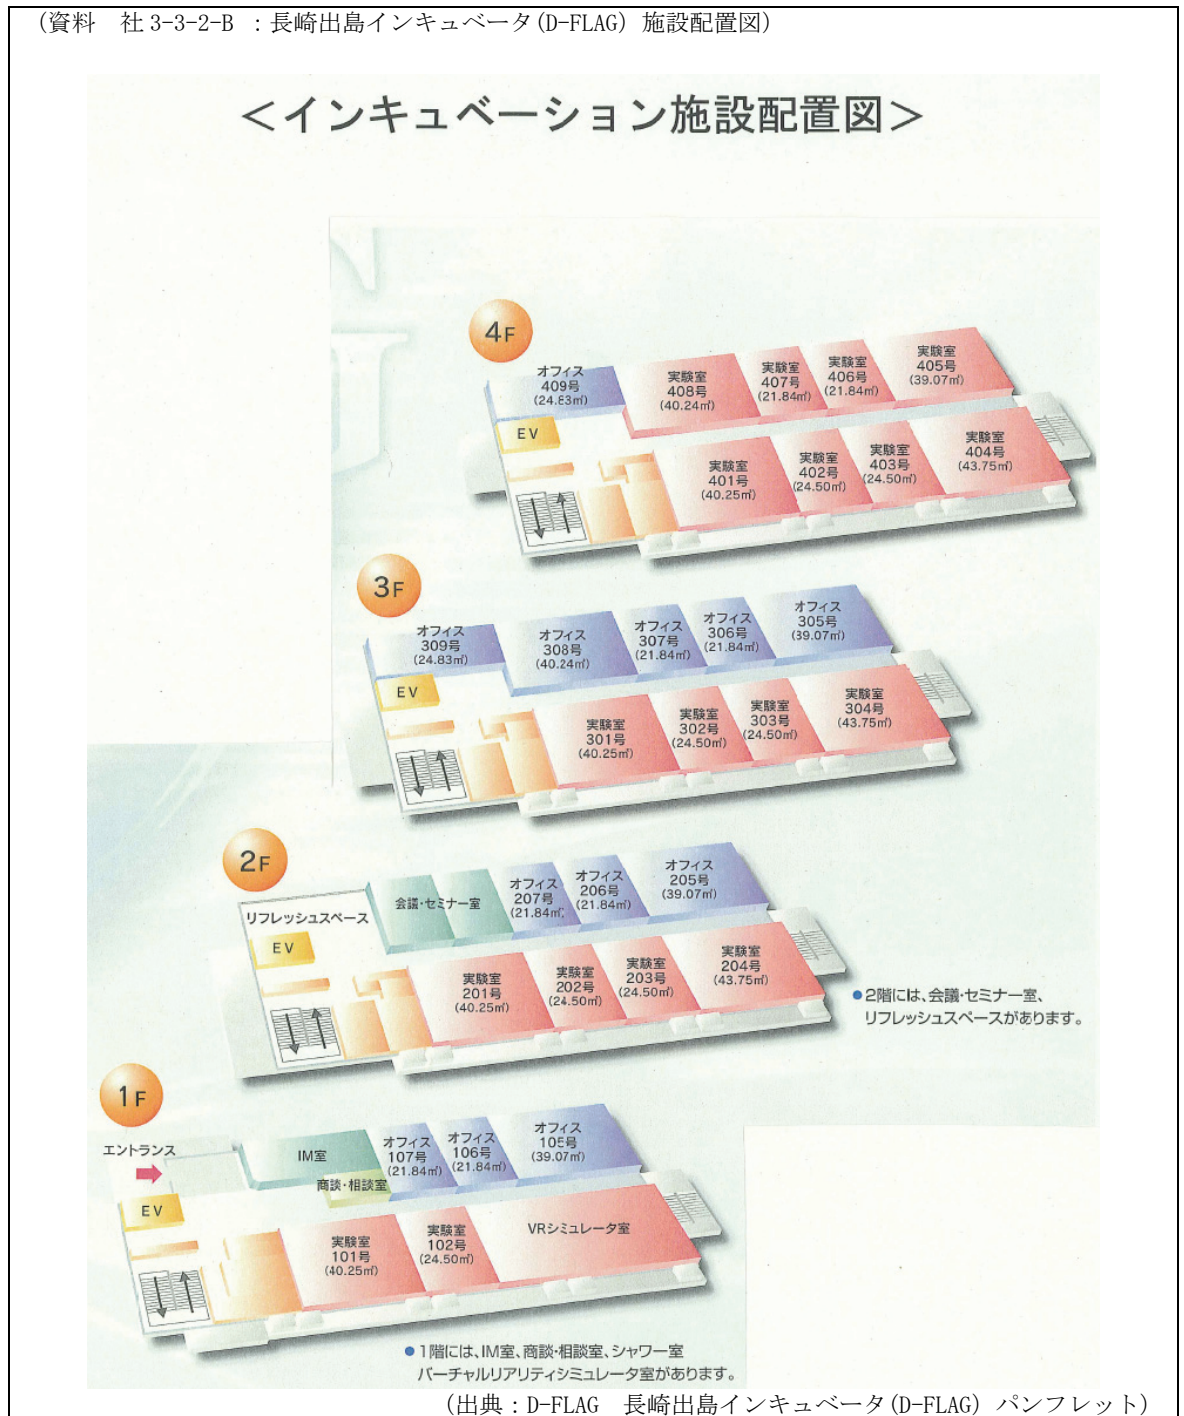 (資料　社 3-3-2-B ：長崎出島インキュベータ(D-FLAG) 施設配置図)
＜インキュベーション施設配置図＞
4F
オフィス
409号
(24.83㎡)
実験室
408号
(40.24㎡)
実験室
407号
(21.84㎡)
実験室
406号
(21.84㎡)
実験室
405号
(39.07㎡)
EV
実験室
401号
(40.25㎡)
実験室
402号
(24.50㎡)
実験室
403号
(24.50㎡)
実験室
404号
(43.75㎡)
3F
オフィス
309号
(24.83㎡)
オフィス
308号
(40.24㎡)
オフィス
307号
(21.84㎡)
オフィス
306号
(21.84㎡)
オフィス
305号
(39.07㎡)
EV
実験室
301号
(40.25㎡)
実験室
302号
(24.50㎡)
実験室
303号
(24.50㎡)
実験室
304号
(43.75㎡)
2F
リフレッシュスペース
会議・セミナー室
オフィス
207号
(21.84㎡)
オフィス
206号
(21.84㎡)
オフィス
205号
(39.07㎡)
EV
実験室
201号
(40.25㎡)
実験室
202号
(24.50㎡)
実験室
203号
(24.50㎡)
実験室
204号
(43.75㎡)
●2階には、会議・セミナー室、
リフレッシュスペースがあります。
1F
エントランス
IM室
商談・相談室
オフィス
107号
(21.84㎡)
オフィス
106号
(21.84㎡)
オフィス
105号
(39.07㎡)
EV
実験室
101号
(40.25㎡)
実験室
102号
(24.50㎡)
VRシミュレータ室
●1階には、IM室、商談・相談室、シャワー室
バーチャルリアリティシミュレータ室があります。
(出典：D-FLAG　長崎出島インキュベータ(D-FLAG) パンフレット)